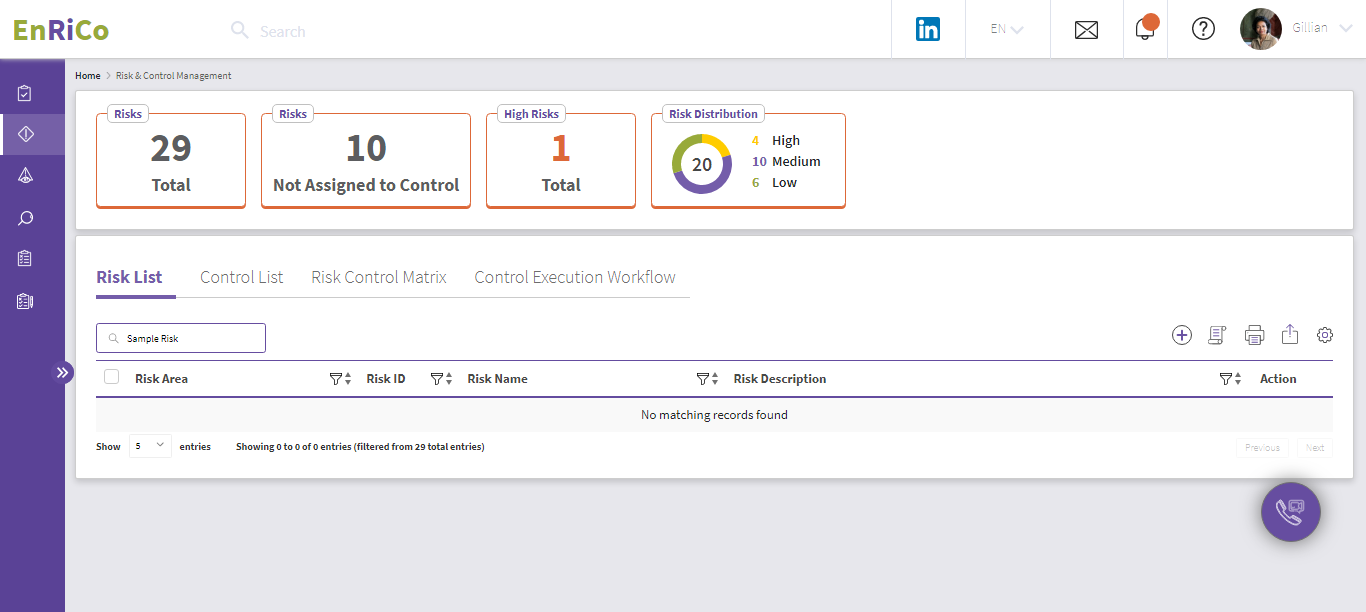 EnRiCo
Search
EN
Gillian
Home > Risk & Control Management
Risks
29
Total
Risks
10
Not Assigned to Control
High Risks
1
Total
Risk Distribution
20
4 High
10 Medium
6 Low
Risk List Control List Risk Control Matrix Control Execution Workflow
Sample Risk
Risk Area Risk ID Risk Name Risk Description Action
No matching records found
Show 5 entries Showing 0 to 0 of 0 entries (filtered from 29 total entries) Previous Next